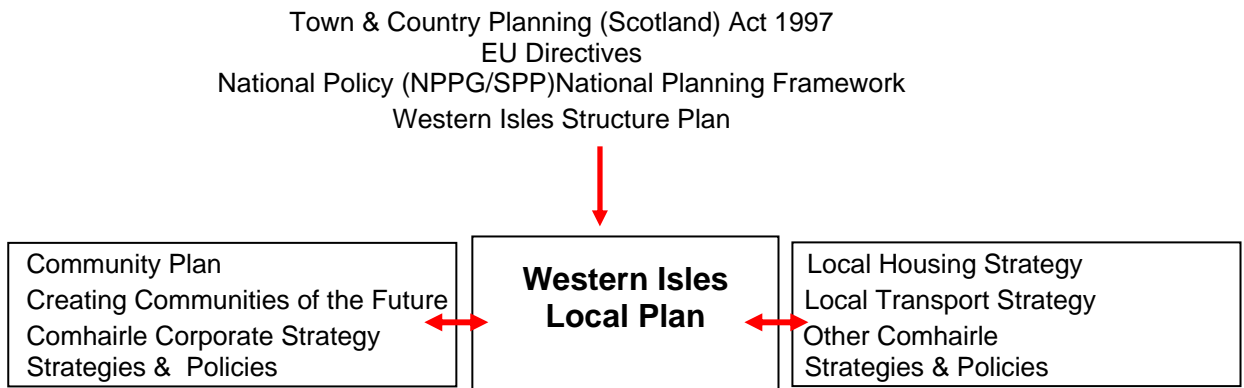 Town & Country Planning (Scotland) Act 1997
EU Directives
National Policy (NPPG/SPP)National Planning Framework
Western Isles Structure Plan
Community Plan
Creating Communities of the Future
Comhairle Corporate Strategy
Strategies & Policies
Western Isles
Local Plan
Local Housing Strategy
Local Transport Strategy
Other Comhairle
Strategies & Policies